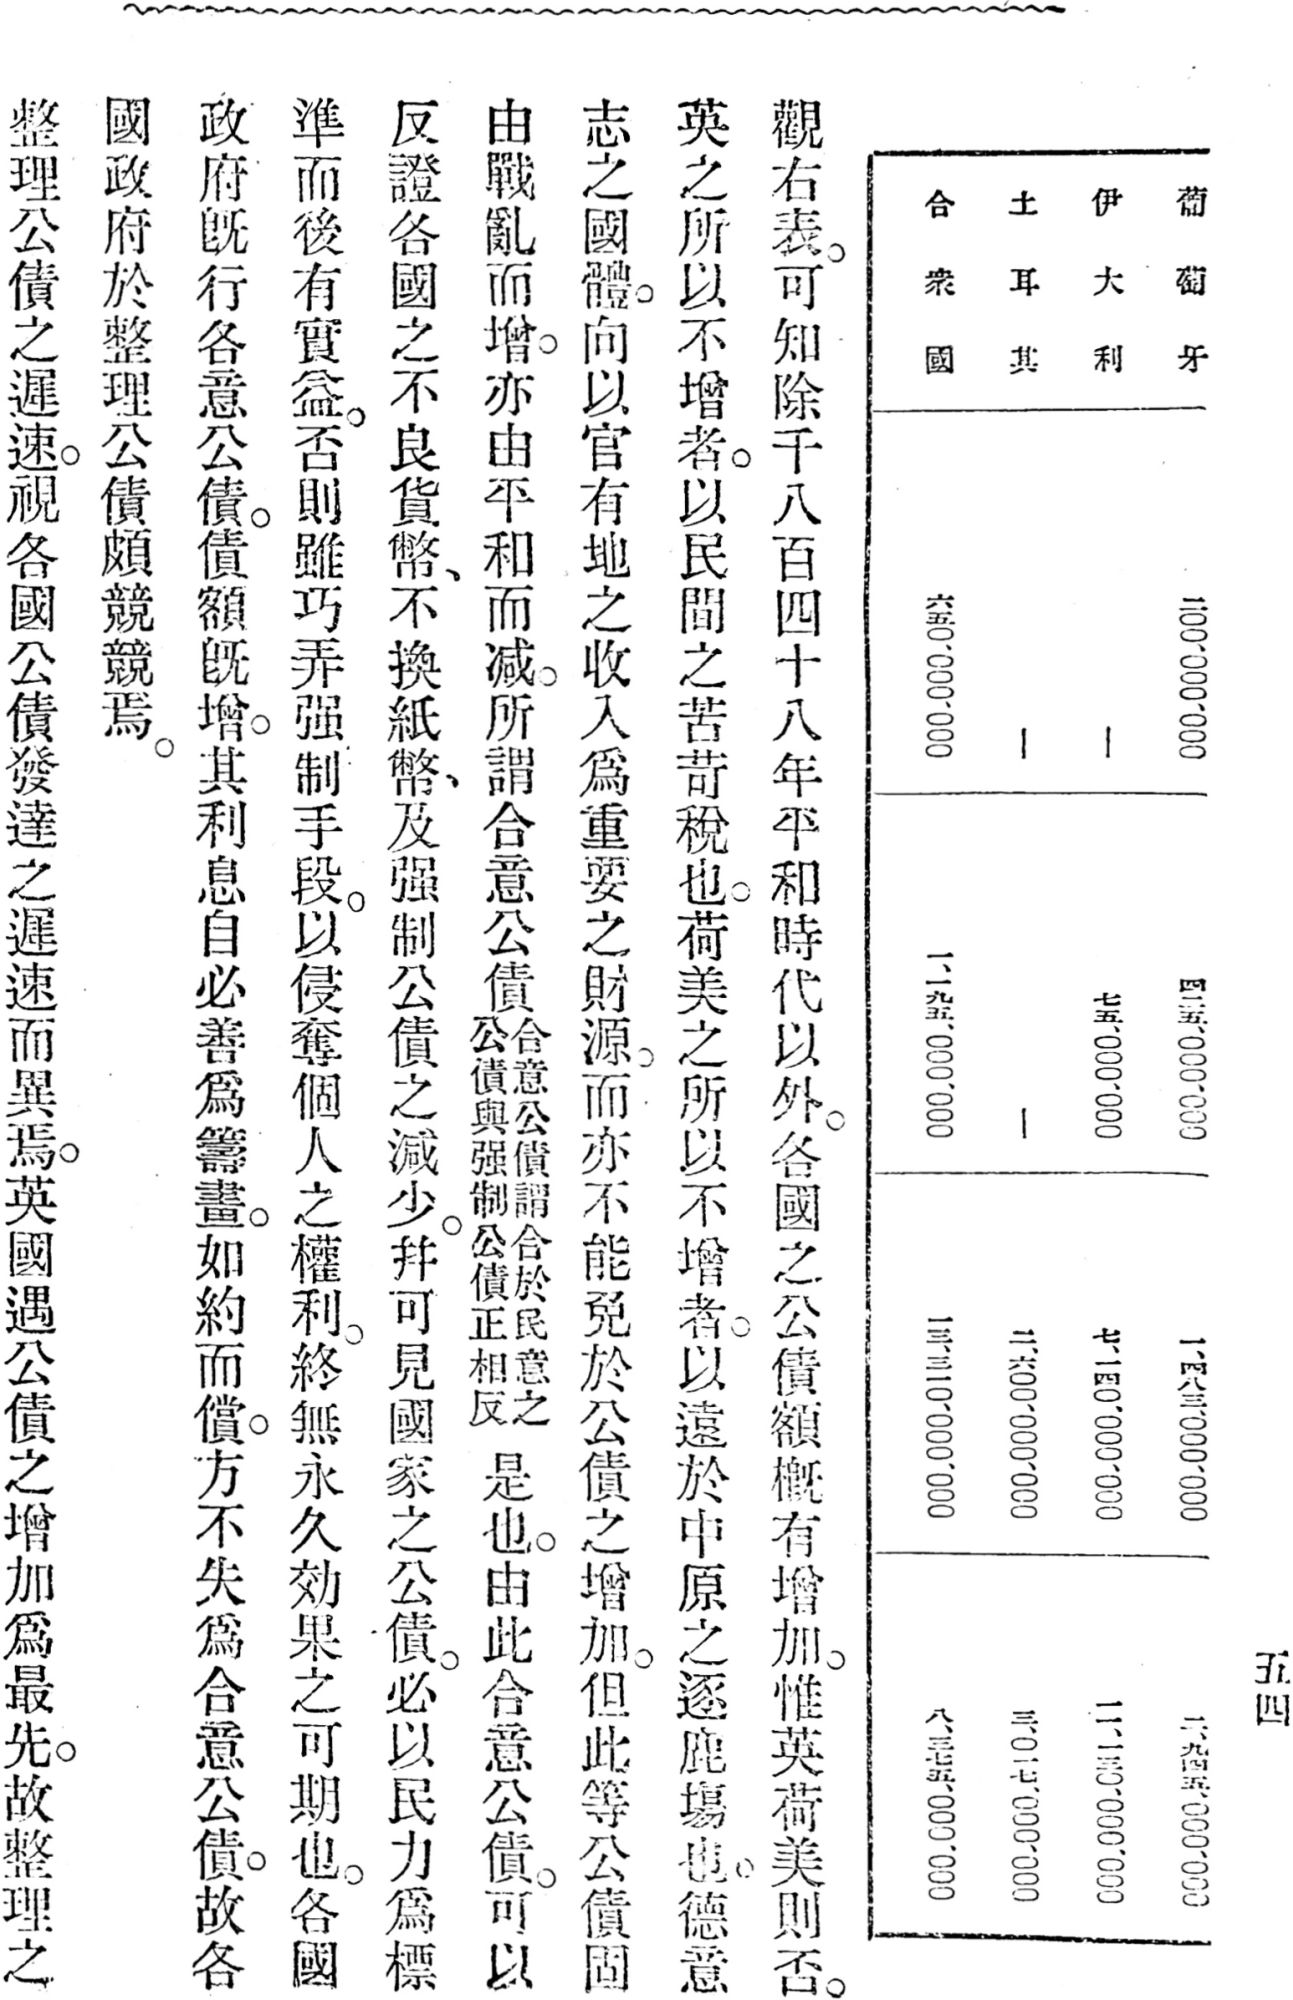 五四
葡萄牙 二〇〇、〇〇〇、〇〇〇 四二五、〇〇〇、〇〇〇 一、四八三、〇〇〇、〇〇〇 二、九四五、〇〇〇、〇〇〇
伊大利 — 七五、〇〇〇、〇〇〇 七、一四〇、〇〇〇、〇〇〇 一一、一三〇、〇〇〇、〇〇〇
土耳其 — — 二、六〇〇、〇〇〇、〇〇〇 三、〇一七、〇〇〇、〇〇〇
合衆國 六五〇、〇〇〇、〇〇〇 一、一九五、〇〇〇、〇〇〇 一三、三一〇、〇〇〇、〇〇〇 八、三七五、〇〇〇、〇〇〇
觀右表。可知除千八百四十八年平和時代以外。各國之公債額槪有增加。惟英荷美則否。
英之所以不增者。以民間之苦苛稅也。荷美之所以不增者。以遠於中原之逐鹿塲也。德意
志之國體。向以官有地之收入爲重要之財源。而亦不能免於公債之增加。但此等公債固
由戰亂而增。亦由平和而減。所謂合意公債合意公債謂合於民意之公債與强制公債正相反是也。由此合意公債。可以
反證各國之不良貨幣、不換紙幣、及强制公債之減少。幷可見國家之公債。必以民力爲標
準而後有實益。否則雖巧弄强制手段。以侵奪個人之權利。終無永久効果之可期也。各國
政府旣行各意公債。債額旣增。其利息自必善爲籌畫。如約而償。方不失爲合意公債。故各
國政府於整理公債頗競競焉。
整理公債之遲速。視各國公債發達之遲速而異焉。英國遇公債之增加爲最先。故整理之